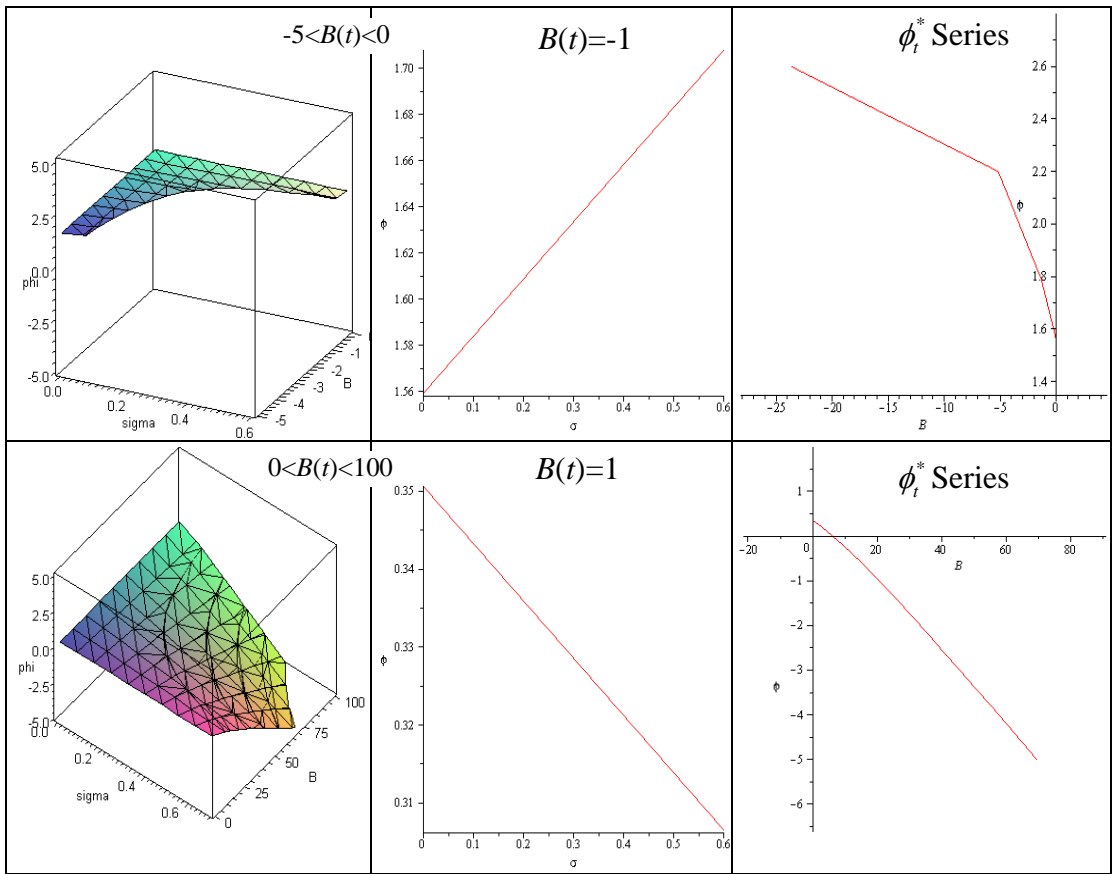 -5<B(t)<0
5.0
2.5
0.0
phi
-2.5
-5.0
0.0
0.2
sigma
0.4
0.6
-5
-4
-3
B
-2
-1
B(t)=-1
1.70
1.68
1.66
1.64
ϕ
1.62
1.60
1.58
1.56
0 0.1 0.2 0.3 0.4 0.5 0.6
σ
ϕ*t Series
2.6
2.4
2.2
ϕ
2.0
1.8
1.6
1.4
-25 -20 -15 -10 -5 0
B
0<B(t)<100
5.0
2.5
0.0
phi
-2.5
-5.0
0.0
0.2
sigma
0.4
0.6
0
25
B
50
75
100
B(t)=1
0.35
0.34
0.33
ϕ
0.32
0.31
0 0.1 0.2 0.3 0.4 0.5 0.6
σ
ϕ*t Series
1
-20 0 20 40 60 80
B
-1
-2
-3
ϕ
-4
-5
-6